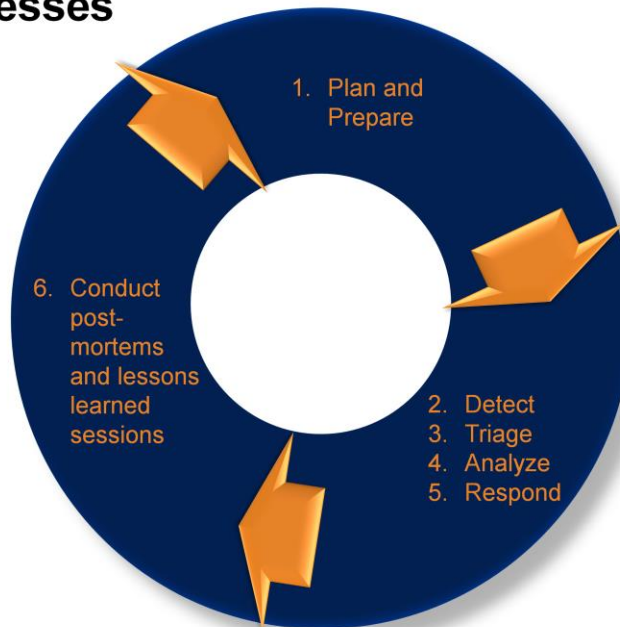 esses
1. Plan and
Prepare
6. Conduct
post-
mortems
and lessons
learned
sessions
2. Detect
3. Triage
4. Analyze
5. Respond